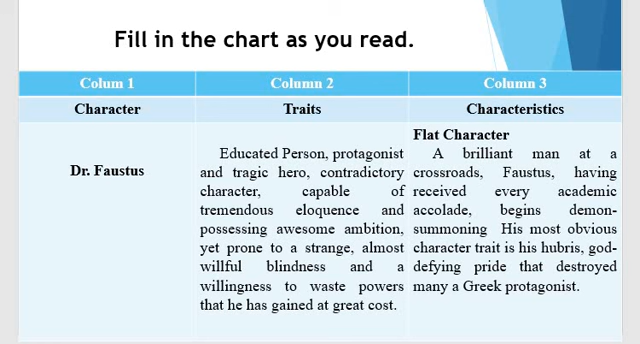 Fill in the chart as you read.
Colum 1
Column 2
Column 3
Character
Traits
Characteristics
Dr. Faustus
Educated Person, protagonist
and tragic hero, contradictory
character, capable of
tremendous eloquence and
possessing awesome ambition,
yet prone to a strange, almost
willful blindness and a
willingness to waste powers
that he has gained at great cost.
Flat Character
A brilliant man at a
crossroads, Faustus, having
received every academic
accolade, begins demon-
summoning His most obvious
character trait is his hubris, god-
defying pride that destroyed
many a Greek protagonist.